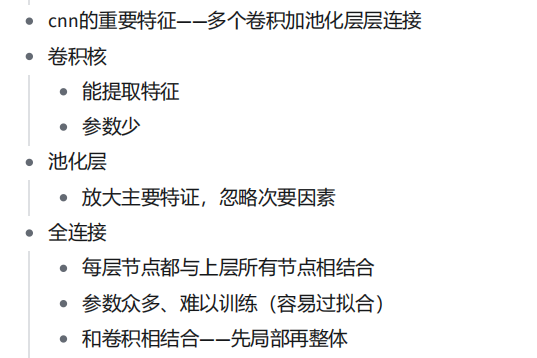 cnn的重要特征——多个卷积加池化层层连接
卷积核
能提取特征
参数少
池化层
放大主要特证，忽略次要因素
全连接
每层节点都与上层所有节点相结合
参数众多、难以训练（容易过拟合）
和卷积相结合——先局部再整体